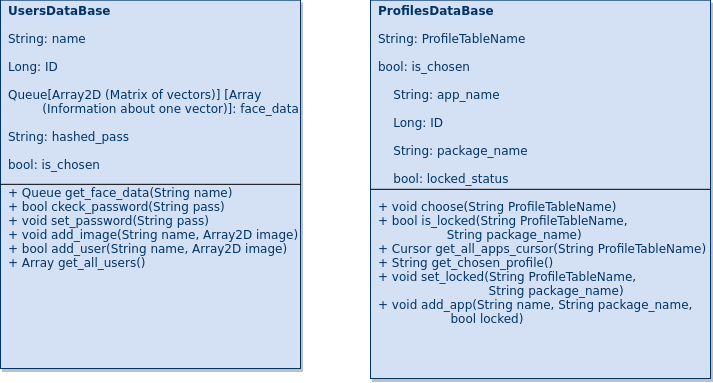 UsersDataBase
String: name
Long: ID
Queue[Array2D (Matrix of vectors)] [Array
(Information about one vector)]: face_data
String: hashed_pass
bool: is_chosen
+ Queue get_face_data(String name)
+ bool ckeck_password(String pass)
+ void set_password(String pass)
+ void add_image(String name, Array2D image)
+ bool add_user(String name, Array2D image)
+ Array get_all_users()
ProfilesDataBase
String: ProfileTableName
bool: is_chosen
String: app_name
Long: ID
String: package_name
bool: locked_status
+ void choose(String ProfileTableName)
+ bool is_locked(String ProfileTableName,
String package_name)
+ Cursor get_all_apps_cursor(String ProfileTableName)
+ String get_chosen_profile()
+ void set_locked(String ProfileTableName,
String package_name)
+ void add_app(String name, String package_name,
bool locked)